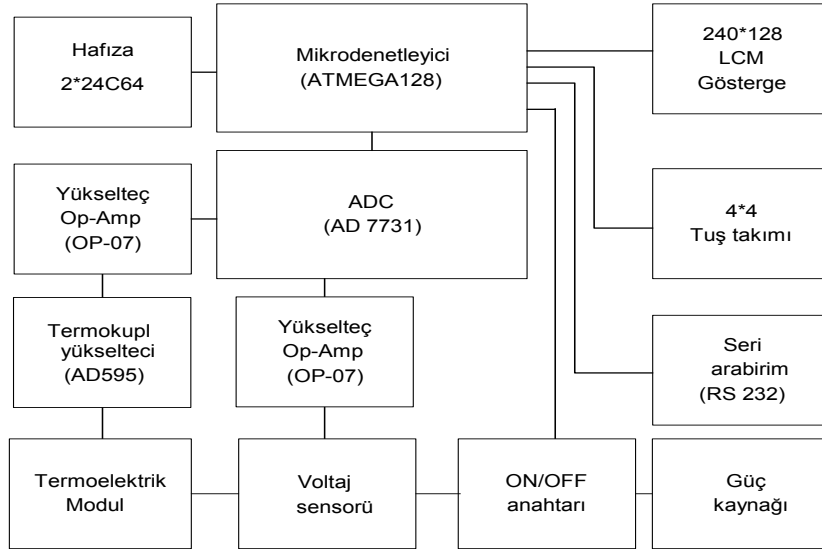 Hafıza
2*24C64
Mikrodenetleyici
(ATMEGA128)
240*128
LCM
Gösterge
Yükselteç
Op-Amp
(OP-07)
ADC
(AD 7731)
4*4
Tuş takımı
Termokupl
yükselteci
(AD595)
Yükselteç
Op-Amp
(OP-07)
Seri
arabirim
(RS 232)
Termoelektrik
Modul
Voltaj
sensorü
ON/OFF
anahtarı
Güç
kaynağı